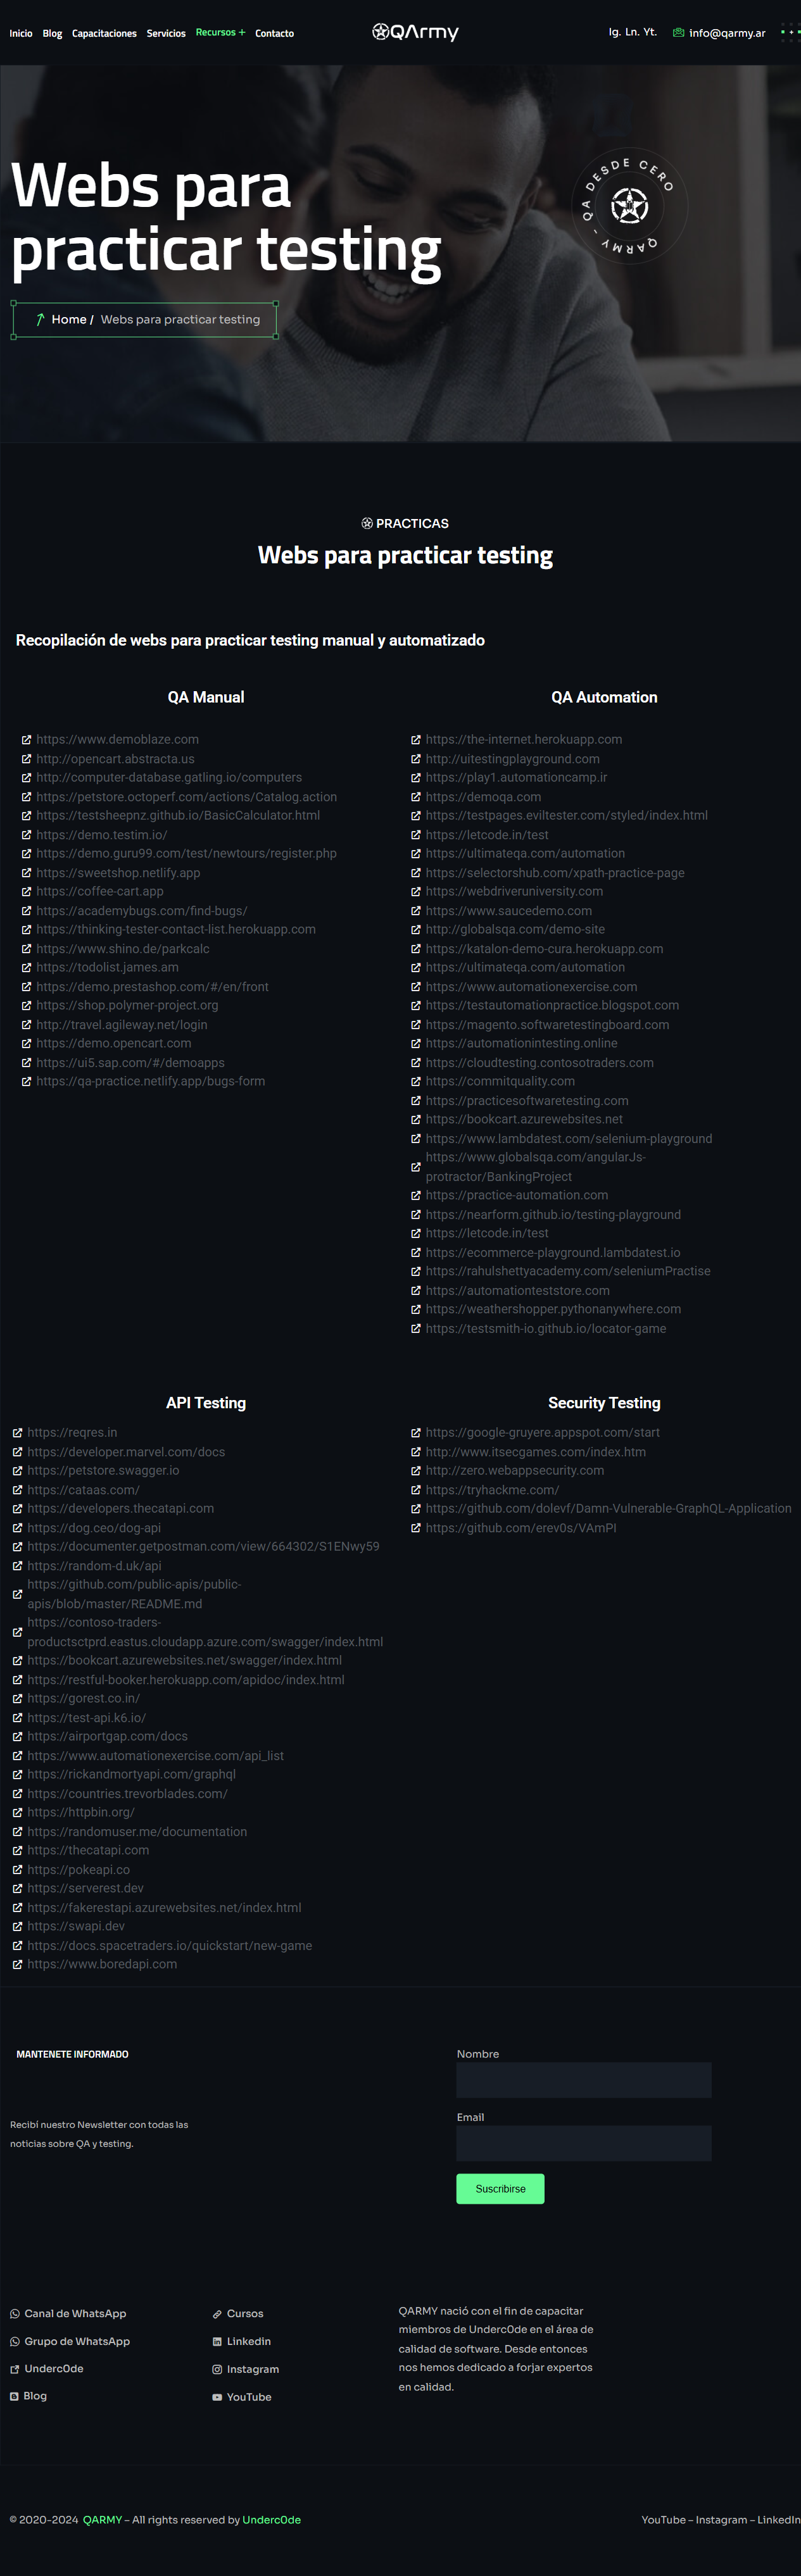 Inicio Blog Capacitaciones Servicios Recursos + Contacto
QArmy
Ig. Ln. Yt.
info@qarmy.ar
Webs para
practicar testing
QARMY - QA DESDE CERO
Home / Webs para practicar testing
PRACTICAS
Webs para practicar testing
Recopilación de webs para practicar testing manual y automatizado
QA Manual
https://www.demoblaze.com
http://opencart.abstracta.us
http://computer-database.gatling.io/computers
https://petstore.octoperf.com/actions/Catalog.action
https://testsheepnz.github.io/BasicCalculator.html
https://demo.testim.io/
https://demo.guru99.com/test/newtours/register.php
https://sweetshop.netlify.app
https://coffee-cart.app
https://academybugs.com/find-bugs/
https://thinking-tester-contact-list.herokuapp.com
https://www.shino.de/parkcalc
https://todolist.james.am
https://demo.prestashop.com/#/en/front
https://shop.polymer-project.org
http://travel.agileway.net/login
https://demo.opencart.com
https://ui5.sap.com/#/demoapps
https://qa-practice.netlify.app/bugs-form
QA Automation
https://the-internet.herokuapp.com
http://uitestingplayground.com
https://play1.automationcamp.ir
https://demoqa.com
https://testpages.eviltester.com/styled/index.html
https://letcode.in/test
https://ultimateqa.com/automation
https://selectorshub.com/xpath-practice-page
https://webdriveruniversity.com
https://www.saucedemo.com
http://globalsqa.com/demo-site
https://katalon-demo-cura.herokuapp.com
https://ultimateqa.com/automation
https://www.automationexercise.com
https://testautomationpractice.blogspot.com
https://magento.softwaretestingboard.com
https://automationintesting.online
https://cloudtesting.contosotraders.com
https://commitquality.com
https://practicesoftwaretesting.com
https://bookcart.azurewebsites.net
https://www.lambdatest.com/selenium-playground
https://www.globalsqa.com/angularJs-
protractor/BankingProject
https://practice-automation.com
https://nearform.github.io/testing-playground
https://letcode.in/test
https://ecommerce-playground.lambdatest.io
https://rahulshettyacademy.com/seleniumPractise
https://automationteststore.com
https://weathershopper.pythonanywhere.com
https://testsmith-io.github.io/locator-game
API Testing
https://reqres.in
https://developer.marvel.com/docs
https://petstore.swagger.io
https://cataas.com/
https://developers.thecatapi.com
https://dog.ceo/dog-api
https://documenter.getpostman.com/view/664302/S1ENwy59
https://random-d.uk/api
https://github.com/public-apis/public-
apis/blob/master/README.md
https://contoso-traders-
productsctprd.eastus.cloudapp.azure.com/swagger/index.html
https://bookcart.azurewebsites.net/swagger/index.html
https://restful-booker.herokuapp.com/apidoc/index.html
https://gorest.co.in/
https://test-api.k6.io/
https://airportgap.com/docs
https://www.automationexercise.com/api_list
https://rickandmortyapi.com/graphql
https://countries.trevorblades.com/
https://httpbin.org/
https://randomuser.me/documentation
https://thecatapi.com
https://pokeapi.co
https://serverest.dev
https://fakerestapi.azurewebsites.net/index.html
https://swapi.dev
https://docs.spacetraders.io/quickstart/new-game
https://www.boredapi.com
Security Testing
https://google-gruyere.appspot.com/start
http://www.itsecgames.com/index.htm
http://zero.webappsecurity.com
https://tryhackme.com/
https://github.com/dolevf/Damn-Vulnerable-GraphQL-Application
https://github.com/erev0s/VAmPI
MANTENETE INFORMADO
Recibí nuestro Newsletter con todas las
noticias sobre QA y testing.
Nombre
Email
Suscribirse
Canal de WhatsApp
Grupo de WhatsApp
Underc0de
Blog
Cursos
Linkedin
Instagram
YouTube
QARMY nació con el fin de capacitar
miembros de Underc0de en el área de
calidad de software. Desde entonces
nos hemos dedicado a forjar expertos
en calidad.
© 2020-2024 QARMY – All rights reserved by Underc0de
YouTube – Instagram – LinkedIn